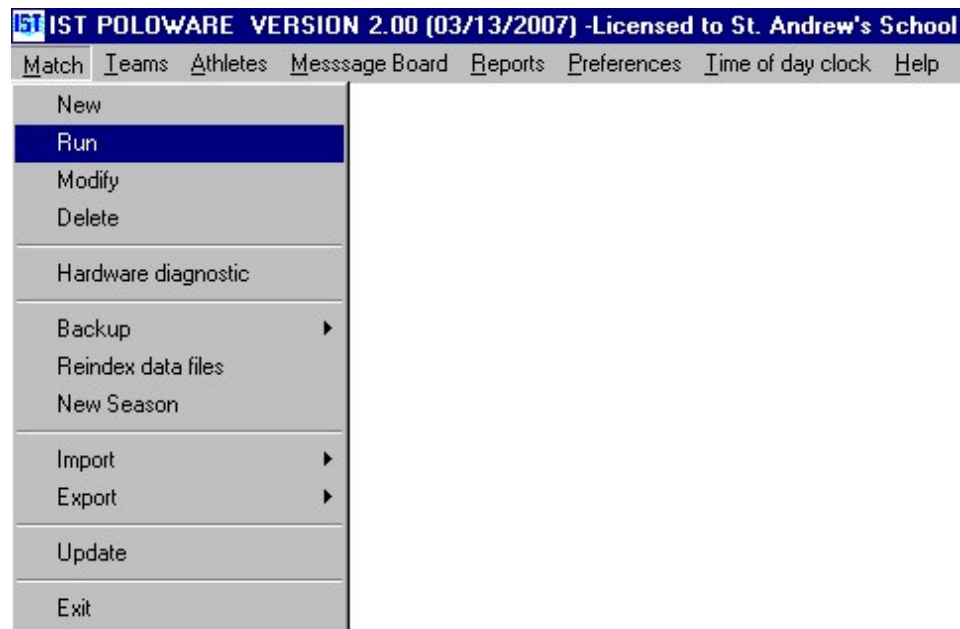 IST IST POLOWARE VERSION 2.00 (03/13/2007) -Licensed to St. Andrew's School
Match Teams Athletes Messsage Board Reports Preferences Time of day clock Help
New
Run
Modify
Delete
Hardware diagnostic
Backup
Reindex data files
New Season
Import
Export
Update
Exit